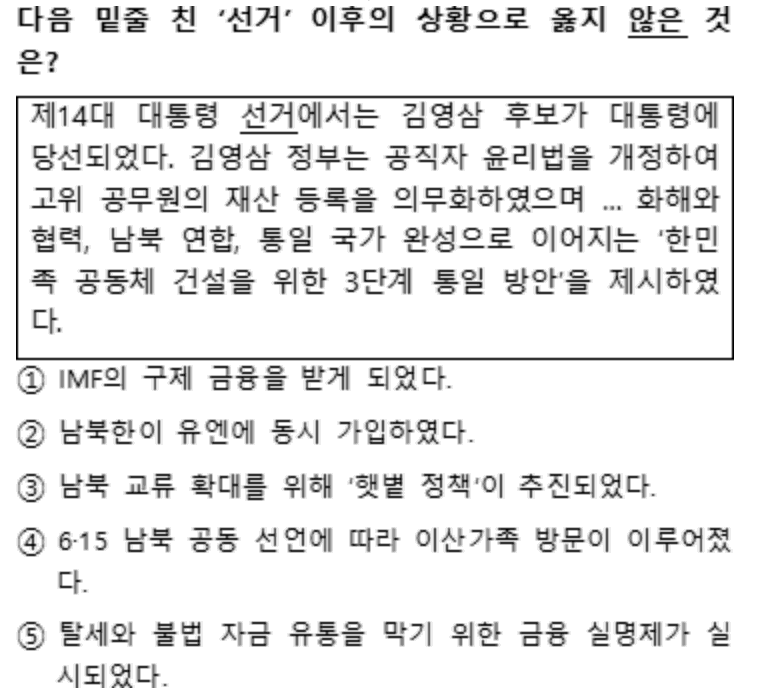 다음 밑줄 친 ‘선거’ 이후의 상황으로 옳지 않은 것
은?
제14대 대통령 선거에서는 김영삼 후보가 대통령에
당선되었다. 김영삼 정부는 공직자 윤리법을 개정하여
고위 공무원의 재산 등록을 의무화하였으며 ... 화해와
협력, 남북 연합, 통일 국가 완성으로 이어지는 ‘한민
족 공동체 건설을 위한 3단계 통일 방안’을 제시하였
다.
① IMF의 구제 금융을 받게 되었다.
② 남북한이 유엔에 동시 가입하였다.
③ 남북 교류 확대를 위해 ‘햇볕 정책’이 추진되었다.
④ 6·15 남북 공동 선언에 따라 이산가족 방문이 이루어졌
다.
⑤ 탈세와 불법 자금 유통을 막기 위한 금융 실명제가 실
시되었다.